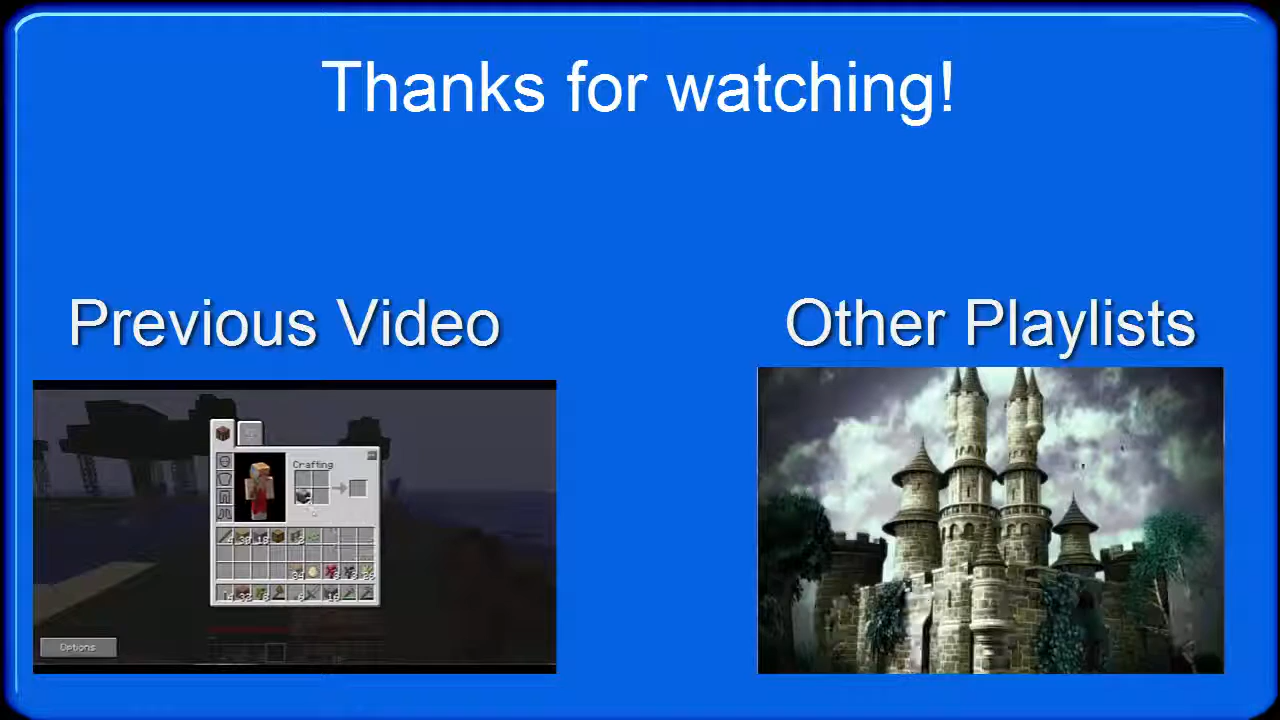 Thanks for watching!
Previous Video
Other Playlists
Crafting
Options